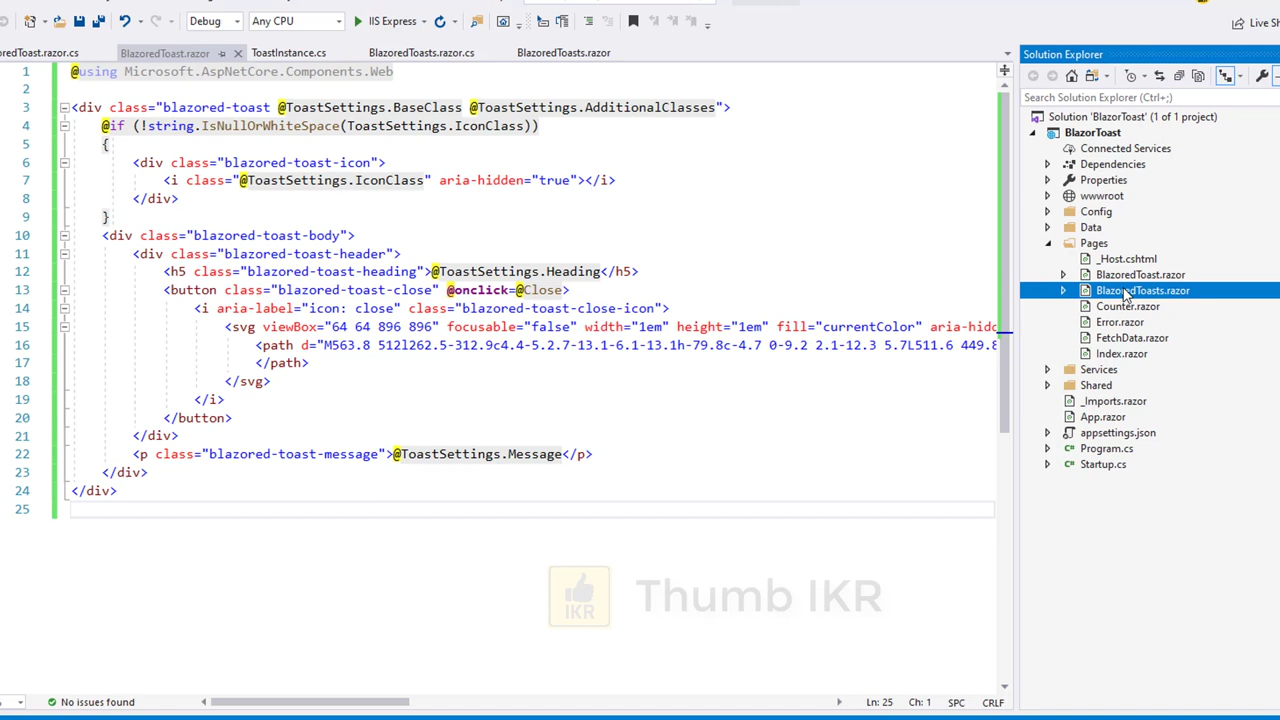 Debug
Any CPU
IIS Express
Live Sh
oredToast.razor.cs
BlazoredToast.razor
ToastInstance.cs
BlazoredToasts.razor.cs
BlazoredToasts.razor
1 @using Microsoft.AspNetCore.Components.Web
2
3 <div class="blazored-toast @ToastSettings.BaseClass @ToastSettings.AdditionalClasses">
4 @if (!string.IsNullOrWhiteSpace(ToastSettings.IconClass))
5 {
6 <div class="blazored-toast-icon">
7 <i class="@ToastSettings.IconClass" aria-hidden="true"></i>
8 </div>
9 }
10 <div class="blazored-toast-body">
11 <div class="blazored-toast-header">
12 <h5 class="blazored-toast-heading">@ToastSettings.Heading</h5>
13 <button class="blazored-toast-close" @onclick=@Close>
14 <i aria-label="icon: close" class="blazored-toast-close-icon">
15 <svg viewBox="64 64 896 896" focusable="false" width="1em" height="1em" fill="currentColor" aria-hidd
16 <path d="M563.8 512l262.5-312.9c4.4-5.2.7-13.1-6.1-13.1h-79.8c-4.7 0-9.2 2.1-12.3 5.7L511.6 449.8
17 </path>
18 </svg>
19 </i>
20 </button>
21 </div>
22 <p class="blazored-toast-message">@ToastSettings.Message</p>
23 </div>
24 </div>
25
IKR
Thumb IKR
No issues found
Ln: 25
Ch: 1
SPC
CRLF
Solution Explorer
Search Solution Explorer (Ctrl+;)
Solution 'BlazorToast' (1 of 1 project)
BlazorToast
Connected Services
Dependencies
Properties
wwwroot
Config
Data
Pages
_Host.cshtml
BlazoredToast.razor
BlazoredToasts.razor
Counter.razor
Error.razor
FetchData.razor
Index.razor
Services
Shared
_Imports.razor
App.razor
appsettings.json
Program.cs
Startup.cs